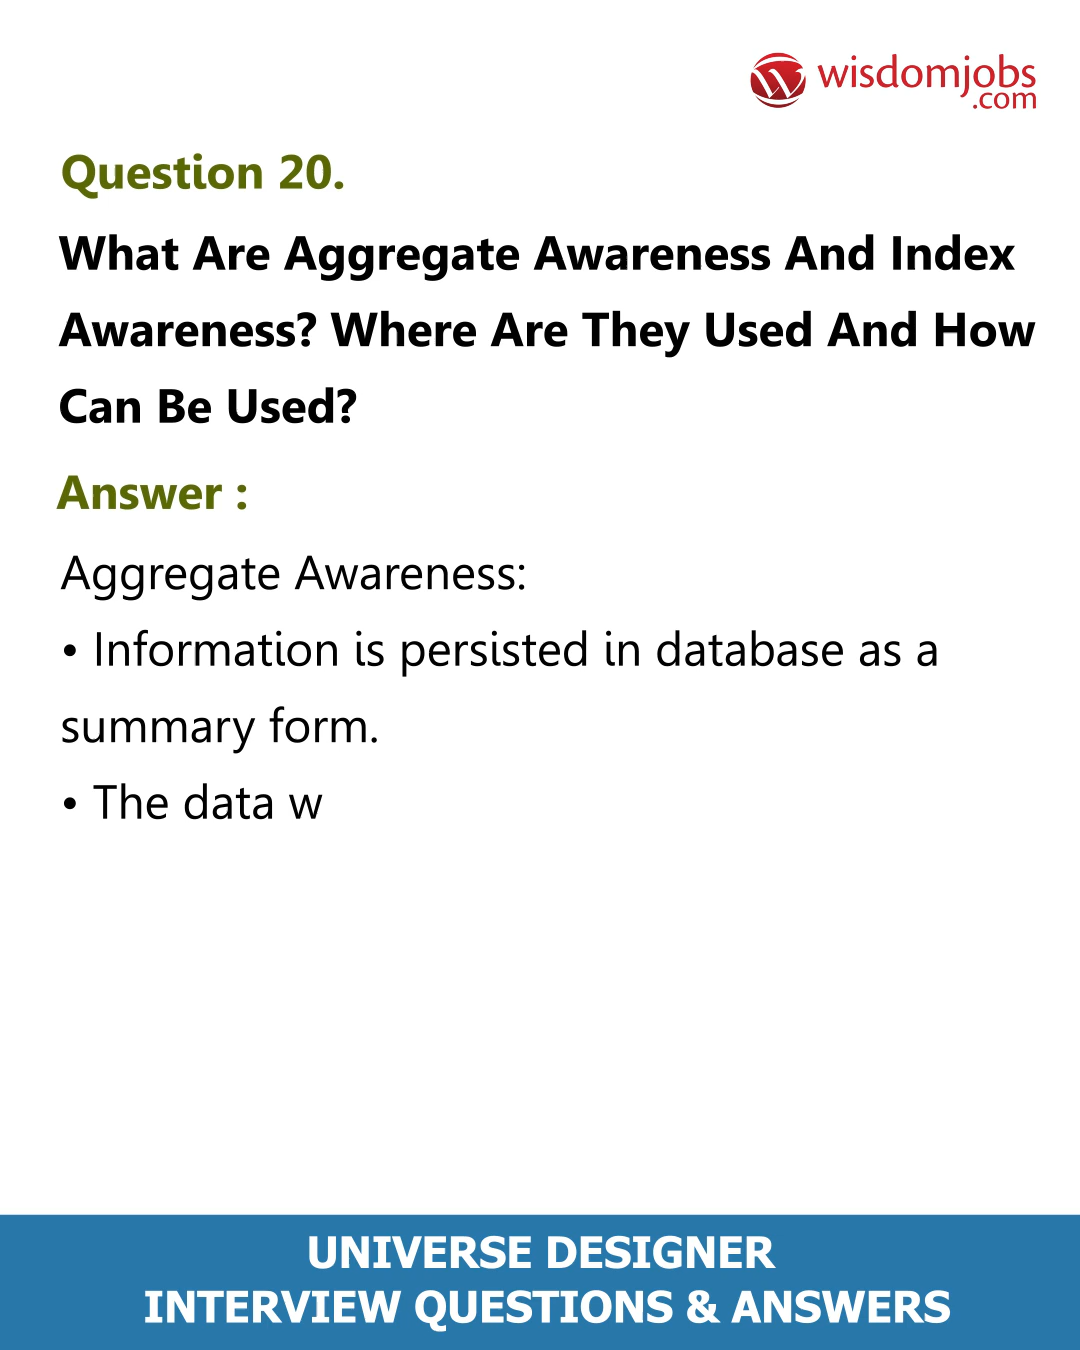 wisdomjobs
.com
Question 20.
What Are Aggregate Awareness And Index
Awareness? Where Are They Used And How
Can Be Used?
Answer :
Aggregate Awareness:
• Information is persisted in database as a
summary form.
• The data w
UNIVERSE DESIGNER
INTERVIEW QUESTIONS & ANSWERS